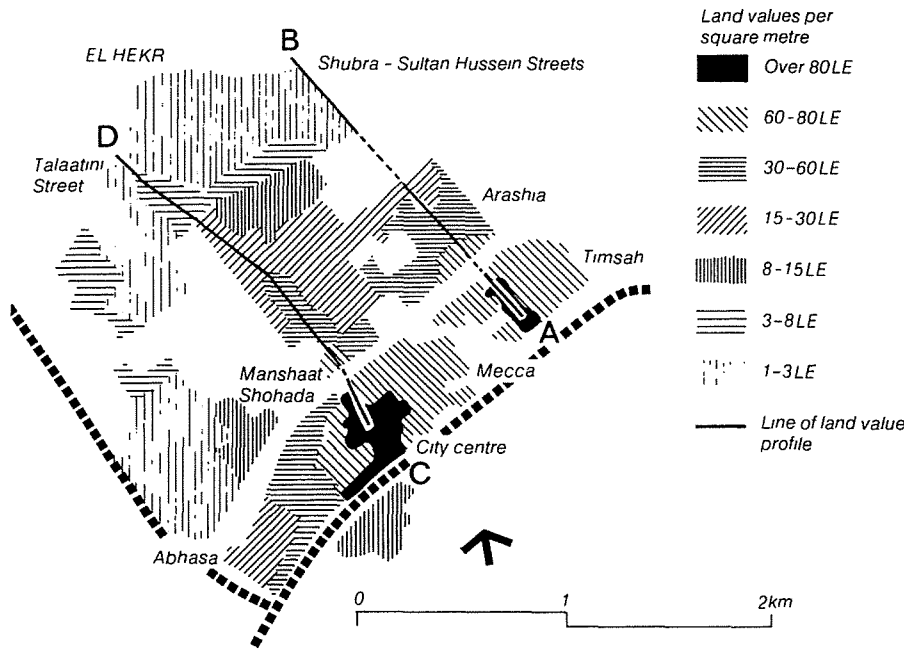 B
EL HEKR
Shubra - Sultan Hussein Streets
D
Talaatini
Street
Arashia
Timsah
A
Mecca
Manshaat
Shohada
City centre
C
Abhasa
0 1 2km
Land values per
square metre
Over 80LE
60-80LE
30-60LE
15-30LE
8-15LE
3-8LE
1-3LE
Line of land value
profile